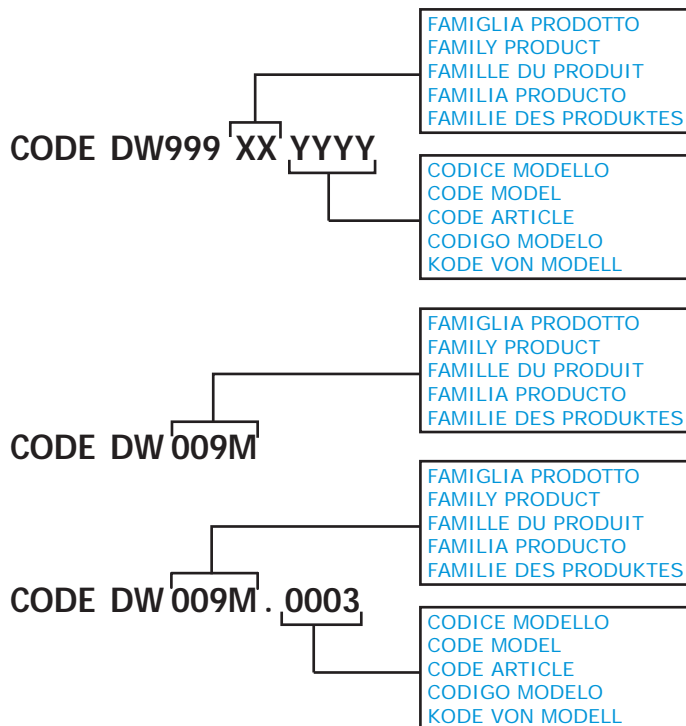 FAMIGLIA PRODOTTO
FAMILY PRODUCT
FAMILLE DU PRODUIT
FAMILIA PRODUCTO
FAMILIE DES PRODUKTES
CODE DW999 XX YYYY
CODICE MODELLO
CODE MODEL
CODE ARTICLE
CODIGO MODELO
KODE VON MODELL
FAMIGLIA PRODOTTO
FAMILY PRODUCT
FAMILLE DU PRODUIT
FAMILIA PRODUCTO
FAMILIE DES PRODUKTES
CODE DW 009M
FAMIGLIA PRODOTTO
FAMILY PRODUCT
FAMILLE DU PRODUIT
FAMILIA PRODUCTO
FAMILIE DES PRODUKTES
CODE DW 009M . 0003
CODICE MODELLO
CODE MODEL
CODE ARTICLE
CODIGO MODELO
KODE VON MODELL